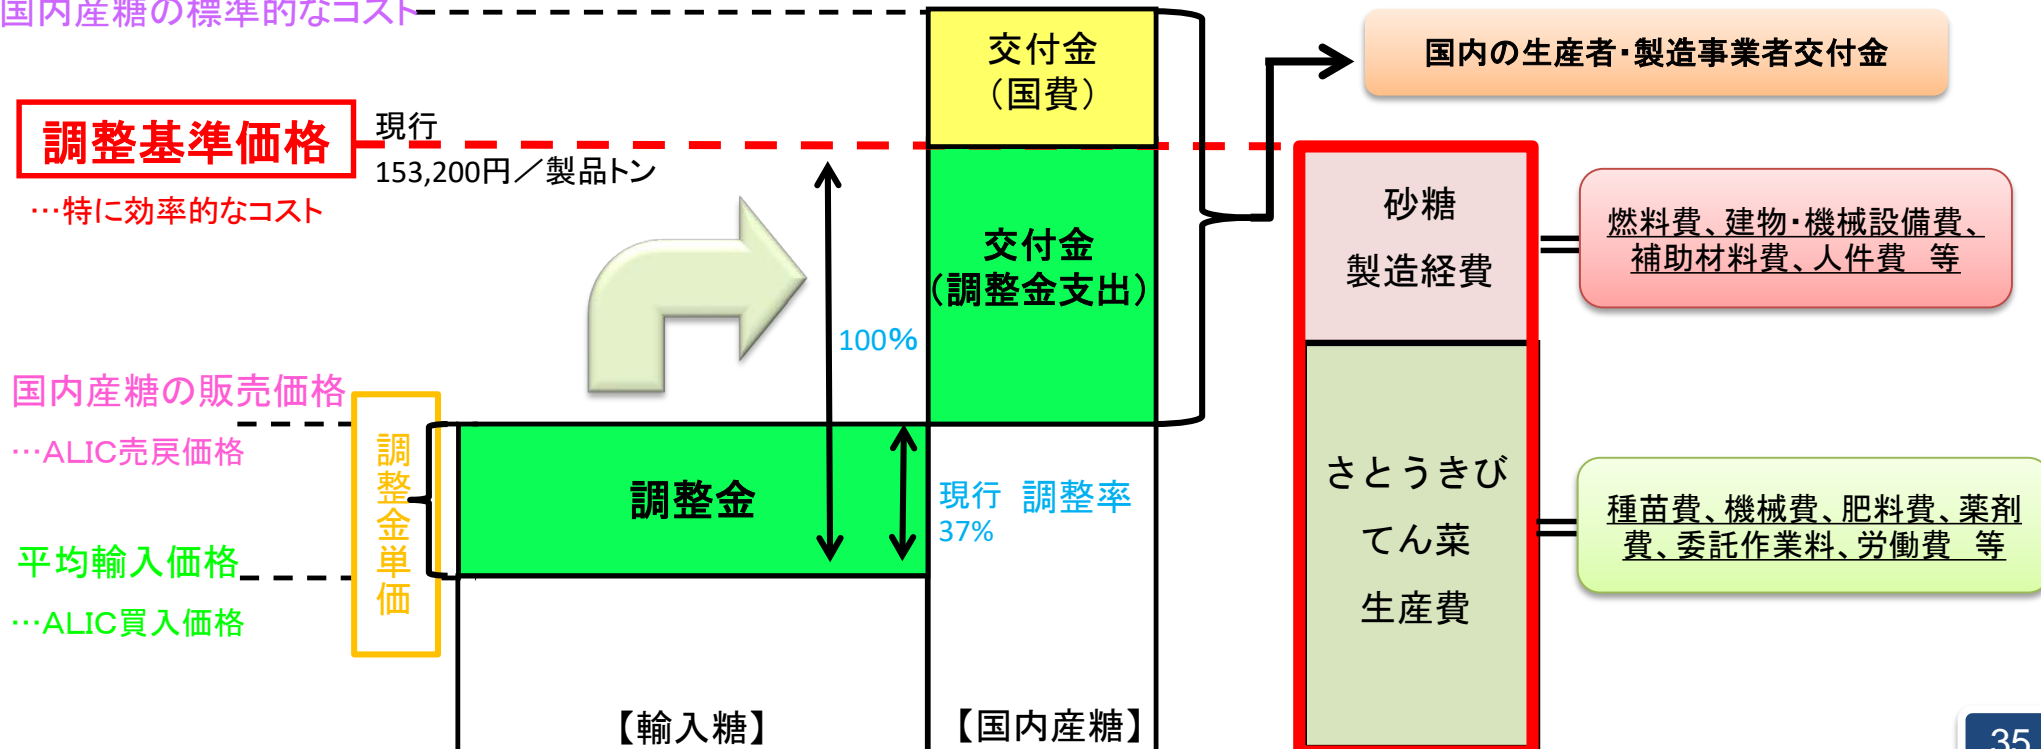 国内産糖の標準的なコスト
交付金
（国費）
国内の生産者・製造事業者交付金
調整基準価格
現行
153,200円／製品トン
…特に効率的なコスト
交付金
（調整金支出）
砂糖
製造経費
燃料費、建物・機械設備費、
補助材料費、人件費　等
100%
国内産糖の販売価格
…ALIC売戻価格
調整金単価
調整金
現行　調整率
37%
さとうきび
てん菜
生産費
種苗費、機械費、肥料費、薬剤
費、委託作業料、労働費　等
平均輸入価格
…ALIC買入価格
【輸入糖】
【国内産糖】
35